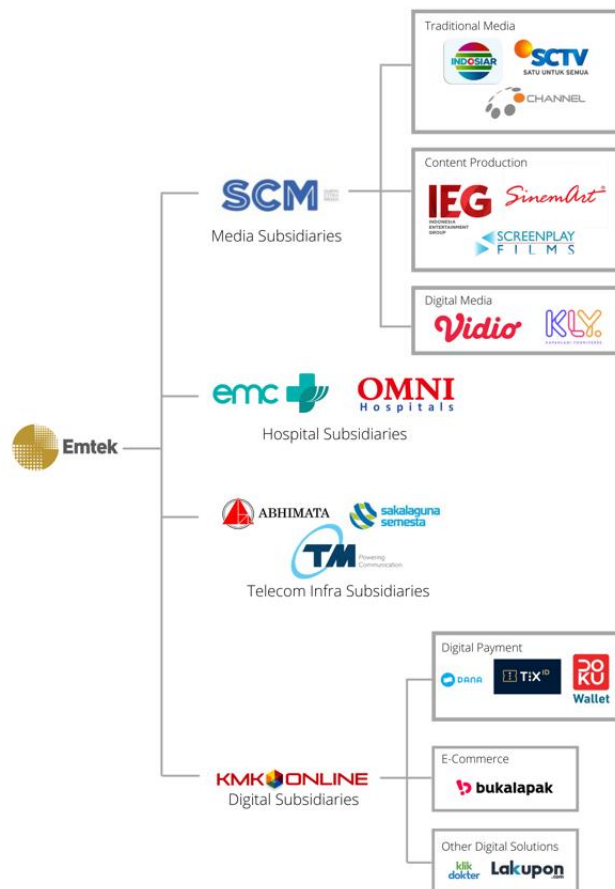 Traditional Media
INDOSIAR
SCTV
SATU UNTUK SEMUA
CHANNEL
Content Production
IEG
INDONESIA
ENTERTAINMENT
GROUP
SinemArt
SCREENPLAY
FILMS
SCM
Media Subsidiaries
Digital Media
Vidio
KLY.
KAPANLAGI YOUNIVERSE
emc
OMNI
Hospitals
Hospital Subsidiaries
Emtek
ABHIMATA
sakalaguna
semesta
TM
Powering
Communication
Telecom Infra Subsidiaries
Digital Payment
DANA
TIX ID
DOKU
Wallet
KMK ONLINE
Digital Subsidiaries
E-Commerce
bukalapak
Other Digital Solutions
klik
dokter
Lakupon
.com